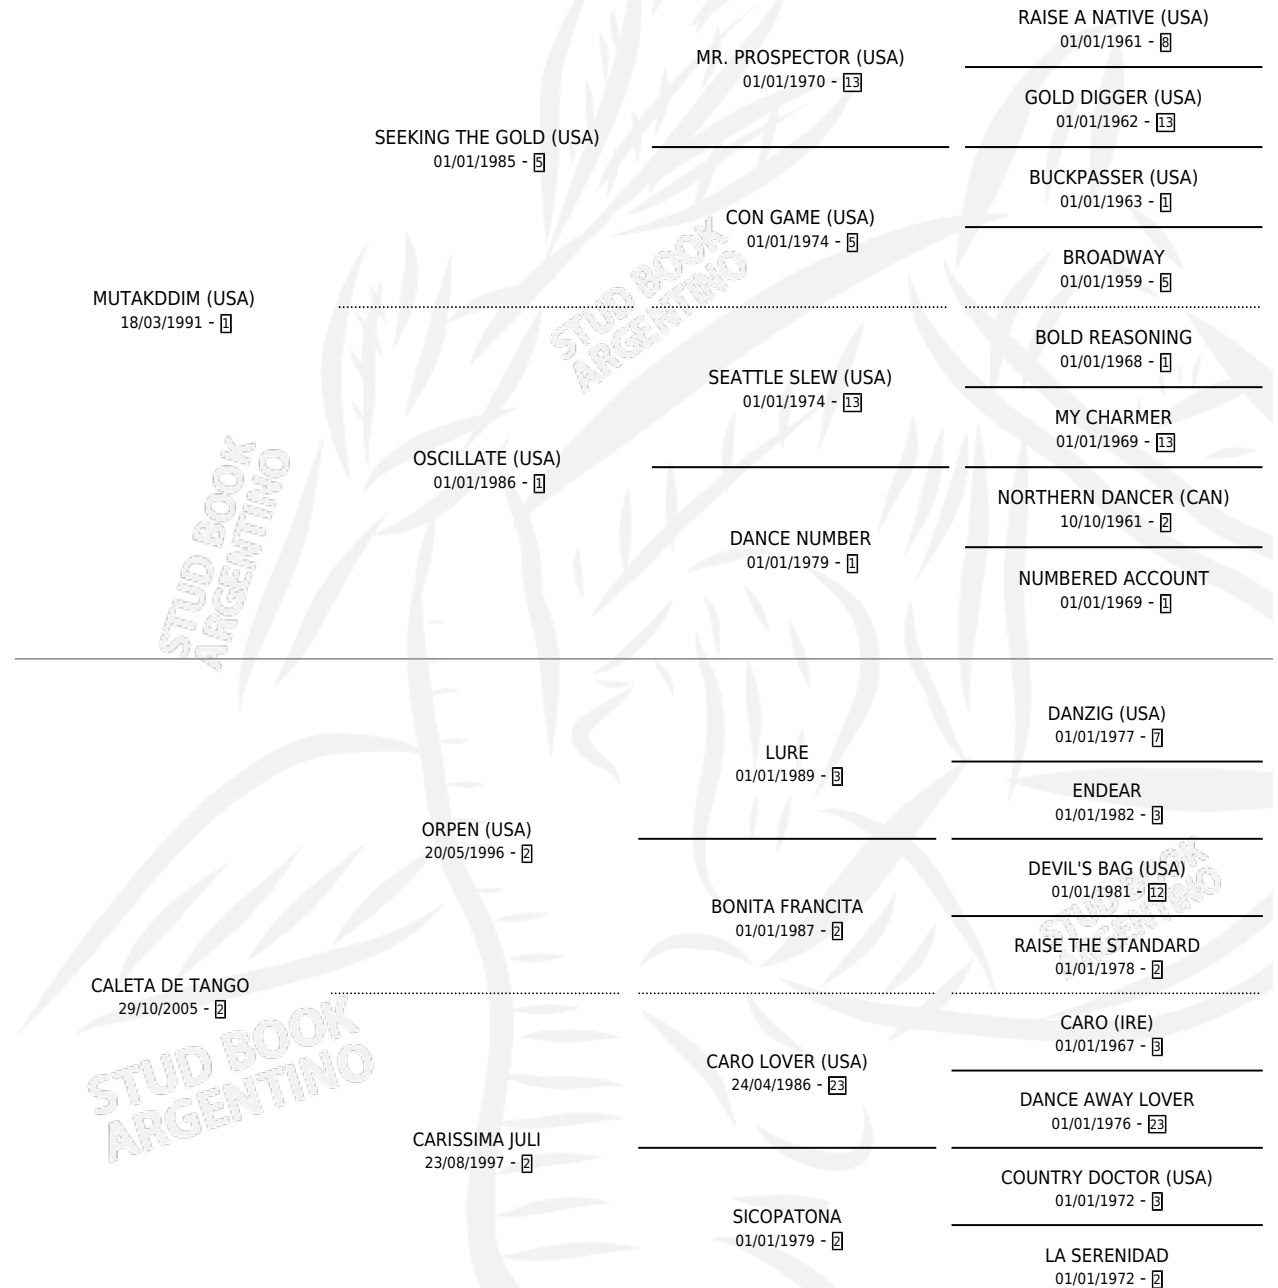 RAISE A NATIVE (USA)
01/01/1961 - 8
MR. PROSPECTOR (USA)
01/01/1970 - 13
GOLD DIGGER (USA)
01/01/1962 - 13
SEEKING THE GOLD (USA)
01/01/1985 - 5
BUCKPASSER (USA)
01/01/1963 - 1
CON GAME (USA)
01/01/1974 - 5
BROADWAY
01/01/1959 - 5
MUTAKDDIM (USA)
18/03/1991 - 1
BOLD REASONING
01/01/1968 - 1
SEATTLE SLEW (USA)
01/01/1974 - 13
MY CHARMER
01/01/1969 - 13
OSCILLATE (USA)
01/01/1986 - 1
NORTHERN DANCER (CAN)
10/10/1961 - 2
DANCE NUMBER
01/01/1979 - 1
NUMBERED ACCOUNT
01/01/1969 - 1
DANZIG (USA)
01/01/1977 - 7
LURE
01/01/1989 - 3
ENDEAR
01/01/1982 - 3
ORPEN (USA)
20/05/1996 - 2
DEVIL'S BAG (USA)
01/01/1981 - 12
BONITA FRANCITA
01/01/1987 - 2
RAISE THE STANDARD
01/01/1978 - 2
CALETA DE TANGO
29/10/2005 - 2
CARO (IRE)
01/01/1967 - 3
CARO LOVER (USA)
24/04/1986 - 23
DANCE AWAY LOVER
01/01/1976 - 23
CARISSIMA JULI
23/08/1997 - 2
COUNTRY DOCTOR (USA)
01/01/1972 - 3
SICOPATONA
01/01/1979 - 2
LA SERENIDAD
01/01/1972 - 2
STUD BOOK
ARGENTINO
STUD BOOK
ARGENTINO
STUD BOOK
ARGENTINO
STUD BOOK
ARGENTINO